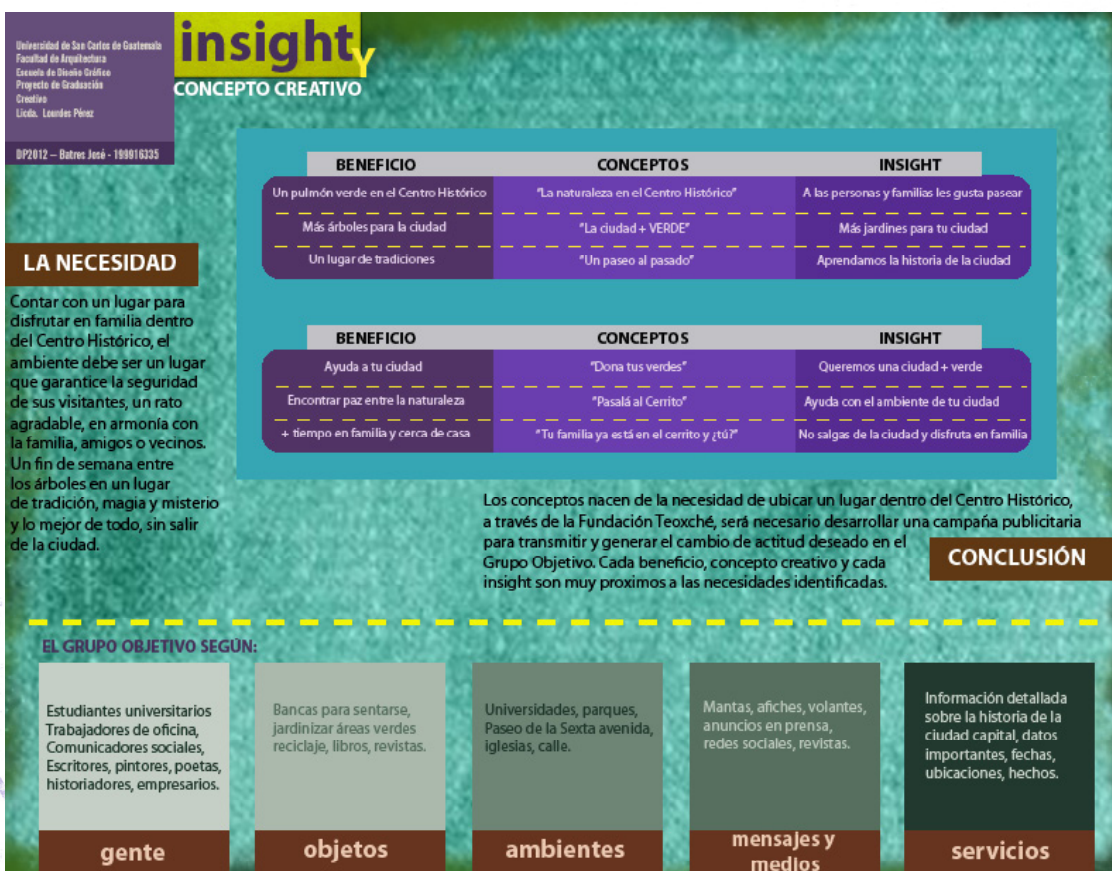 Universidad de San Carlos de Guatemala
Facultad de Arquitectura
Escuela de Diseño Gráfico
Proyecto de Graduación
Creativo
Licda. Lourdes Pérez
DP2012 – Batres José - 199916335
insight y
CONCEPTO CREATIVO
BENEFICIO CONCEPTOS INSIGHT
Un pulmón verde en el Centro Histórico "La naturaleza en el Centro Histórico" A las personas y familias les gusta pasear
Más árboles para la ciudad "La ciudad + VERDE" Más jardines para tu ciudad
Un lugar de tradiciones "Un paseo al pasado" Aprendamos la historia de la ciudad
BENEFICIO CONCEPTOS INSIGHT
Ayuda a tu ciudad "Dona tus verdes" Queremos una ciudad + verde
Encontrar paz entre la naturaleza "Pasalá al Cerrito" Ayuda con el ambiente de tu ciudad
+ tiempo en familia y cerca de casa "Tu familia ya está en el cerrito y ¿tú?" No salgas de la ciudad y disfruta en familia
LA NECESIDAD
Contar con un lugar para
disfrutar en familia dentro
del Centro Histórico, el
ambiente debe ser un lugar
que garantice la seguridad
de sus visitantes, un rato
agradable, en armonía con
la familia, amigos o vecinos.
Un fin de semana entre
los árboles en un lugar
de tradición, magia y misterio
y lo mejor de todo, sin salir
de la ciudad.
Los conceptos nacen de la necesidad de ubicar un lugar dentro del Centro Histórico,
a través de la Fundación Teoxché, será necesario desarrollar una campaña publicitaria
para transmitir y generar el cambio de actitud deseado en el
Grupo Objetivo. Cada beneficio, concepto creativo y cada
insight son muy proximos a las necesidades identificadas.
CONCLUSIÓN
EL GRUPO OBJETIVO SEGÚN:
Estudiantes universitarios
Trabajadores de oficina,
Comunicadores sociales,
Escritores, pintores, poetas,
historiadores, empresarios.
gente
Bancas para sentarse,
jardinizar áreas verdes
reciclaje, libros, revistas.
objetos
Universidades, parques,
Paseo de la Sexta avenida,
iglesias, calle.
ambientes
Mantas, afiches, volantes,
anuncios en prensa,
redes sociales, revistas.
mensajes y
medios
Información detallada
sobre la historia de la
ciudad capital, datos
importantes, fechas,
ubicaciones, hechos.
servicios